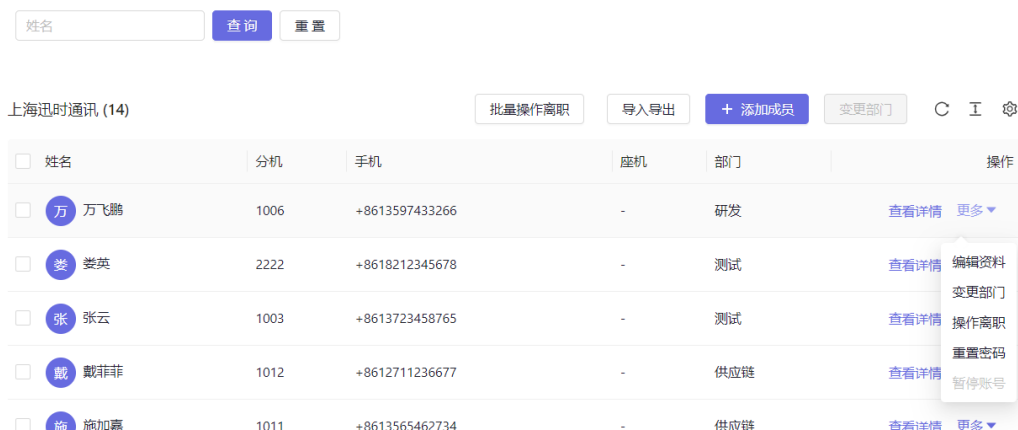 姓名 查 询 重 置
上海迅时通讯 (14) 批量操作离职 导入导出 + 添加成员 变更部门
姓名 分机 手机 座机 部门 操作
万 万飞鹏 1006 +8613597433266 - 研发 查看详情 更多
娄 娄英 2222 +8618212345678 - 测试 查看详情
编辑资料
变更部门
张 张云 1003 +8613723458765 - 测试 查看详情
操作离职
重置密码
戴 戴菲菲 1012 +8612711236677 - 供应链 查看详情
暂停账号
施 施加嘉 1011 +8613565462734 - 供应链 查看详情 更多